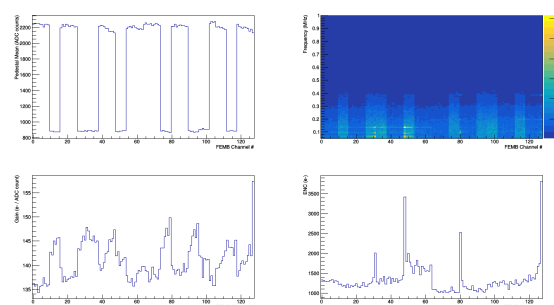 Pedestal Mean (ADC counts)
2200
2000
1800
1600
1400
1200
1000
800
0 20 40 60 80 100 120
FEMB Channel #
Frequency (MHz)
1
0.9
0.8
0.7
0.6
0.5
0.4
0.3
0.2
0.1
0 20 40 60 80 100 120
FEMB Channel #
Gain (e- / ADC count)
155
150
145
140
135
0 20 40 60 80 100 120
ENC (e-)
3500
3000
2500
2000
1500
1000
0 20 40 60 80 100 120